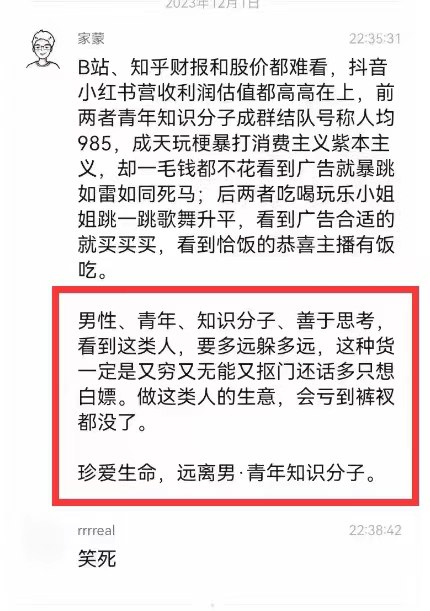 2023年12月1日
家蒙
22:35:31
B站、知乎财报和股价都难看，抖音
小红书营收利润估值都高高在上，前
两者青年知识分子成群结队号称人均
985，成天玩梗暴打消费主义紫本主
义，却一毛钱都不花看到广告就暴跳
如雷如同死马；后两者吃喝玩乐小姐
姐跳一跳歌舞升平，看到广告合适的
就买买买，看到恰饭的恭喜主播有饭
吃。
男性、青年、知识分子、善于思考，
看到这类人，要多远躲多远，这种货
一定是又穷又无能又抠门还话多只想
白嫖。做这类人的生意，会亏到裤衩
都没了。
珍爱生命，远离男·青年知识分子。
rrrreal
22:38:42
笑死